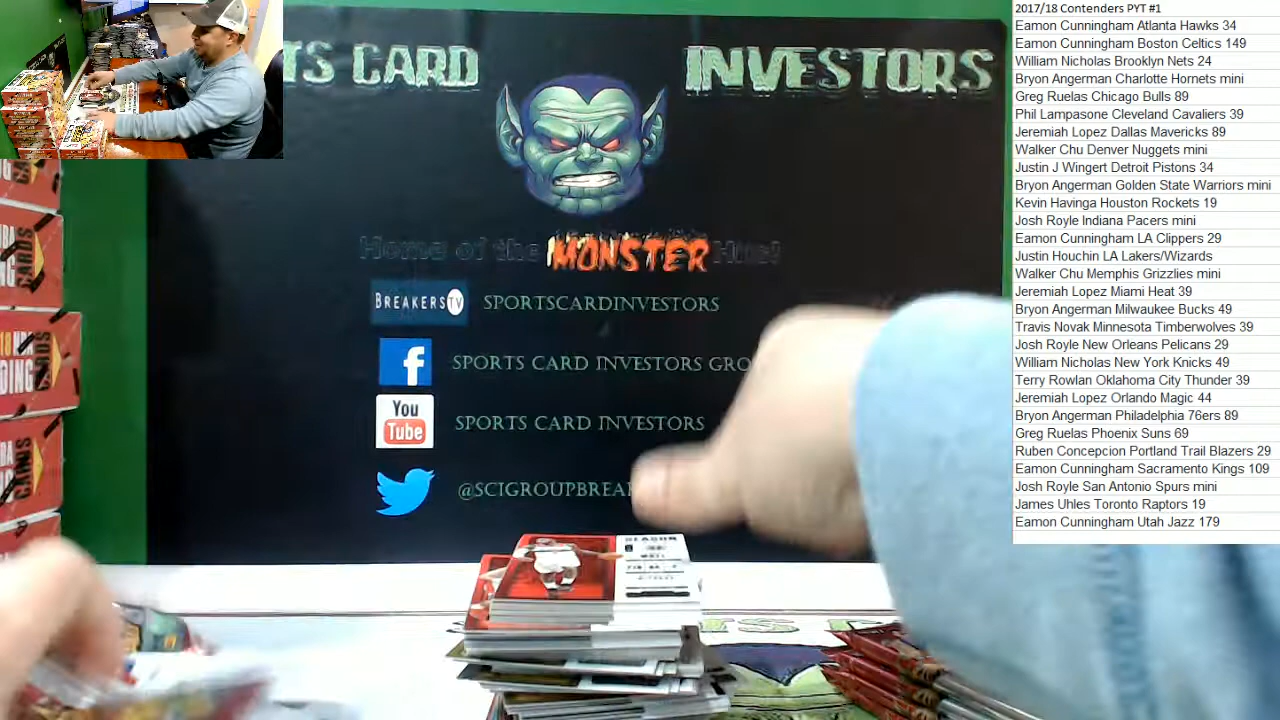 TS CARD INVESTORS
Home of the MONSTER Hits!
BREAKERSTV SPORTSCARDINVESTORS
f SPORTS CARD INVESTORS GRO
You Tube SPORTS CARD INVESTORS
@SCIGROUPBREA
SEASON
2017/18 Contenders PYT #1
Eamon Cunningham Atlanta Hawks 34
Eamon Cunningham Boston Celtics 149
William Nicholas Brooklyn Nets 24
Bryon Angerman Charlotte Hornets mini
Greg Ruelas Chicago Bulls 89
Phil Lampasone Cleveland Cavaliers 39
Jeremiah Lopez Dallas Mavericks 89
Walker Chu Denver Nuggets mini
Justin J Wingert Detroit Pistons 34
Bryon Angerman Golden State Warriors mini
Kevin Havinga Houston Rockets 19
Josh Royle Indiana Pacers mini
Eamon Cunningham LA Clippers 29
Justin Houchin LA Lakers/Wizards
Walker Chu Memphis Grizzlies mini
Jeremiah Lopez Miami Heat 39
Bryon Angerman Milwaukee Bucks 49
Travis Novak Minnesota Timberwolves 39
Josh Royle New Orleans Pelicans 29
William Nicholas New York Knicks 49
Terry Rowlan Oklahoma City Thunder 39
Jeremiah Lopez Orlando Magic 44
Bryon Angerman Philadelphia 76ers 89
Greg Ruelas Phoenix Suns 69
Ruben Concepcion Portland Trail Blazers 29
Eamon Cunningham Sacramento Kings 109
Josh Royle San Antonio Spurs mini
James Uhles Toronto Raptors 19
Eamon Cunningham Utah Jazz 179